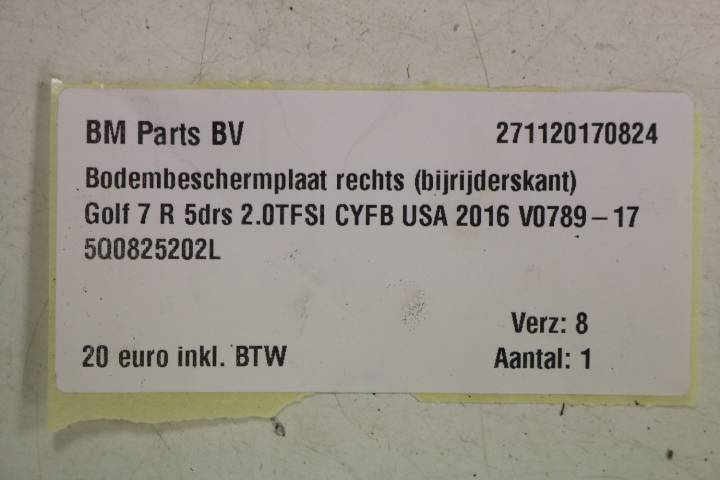 BM Parts BV 271120170824
Bodembeschermplaat rechts (bijrijderskant)
Golf 7 R 5drs 2.0TFSI CYFB USA 2016 V0789-17
5Q0825202L
Verz: 8
20 euro inkl. BTW Aantal: 1